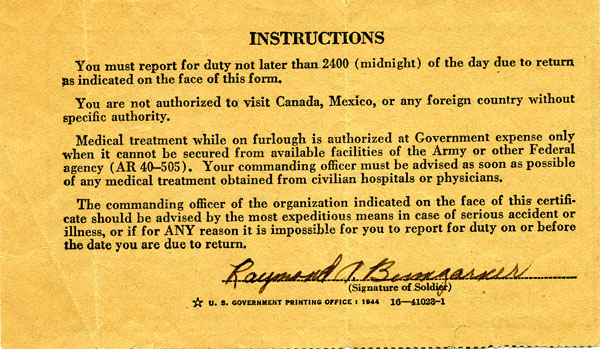 INSTRUCTIONS
You must report for duty not later than 2400 (midnight) of the day due to return
as indicated on the face of this form.
You are not authorized to visit Canada, Mexico, or any foreign country without
specific authority.
Medical treatment while on furlough is authorized at Government expense only
when it cannot be secured from available facilities of the Army or other Federal
agency (AR 40–505). Your commanding officer must be advised as soon as possible
of any medical treatment obtained from civilian hospitals or physicians.
The commanding officer of the organization indicated on the face of this certifi-
cate should be advised by the most expeditious means in case of serious accident or
illness, or if for ANY reason it is impossible for you to report for duty on or before
the date you are due to return.
Raymond I. Bumgarner
(Signature of Soldier)
☆ U. S. GOVERNMENT PRINTING OFFICE : 1944 16—41023-1